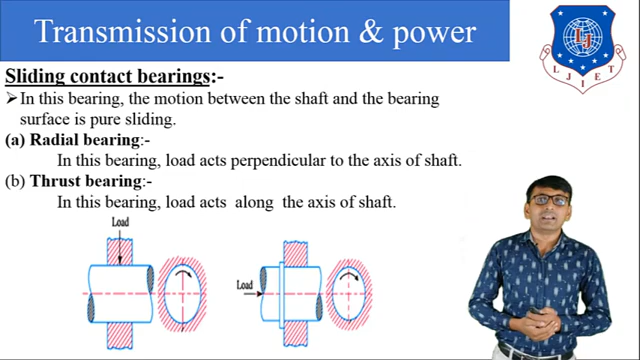 Transmission of motion & power
LJ
LJIET
Sliding contact bearings:-
➢In this bearing, the motion between the shaft and the bearing
surface is pure sliding.
(a) Radial bearing:-
In this bearing, load acts perpendicular to the axis of shaft.
(b) Thrust bearing:-
In this bearing, load acts along the axis of shaft.
Load
Load